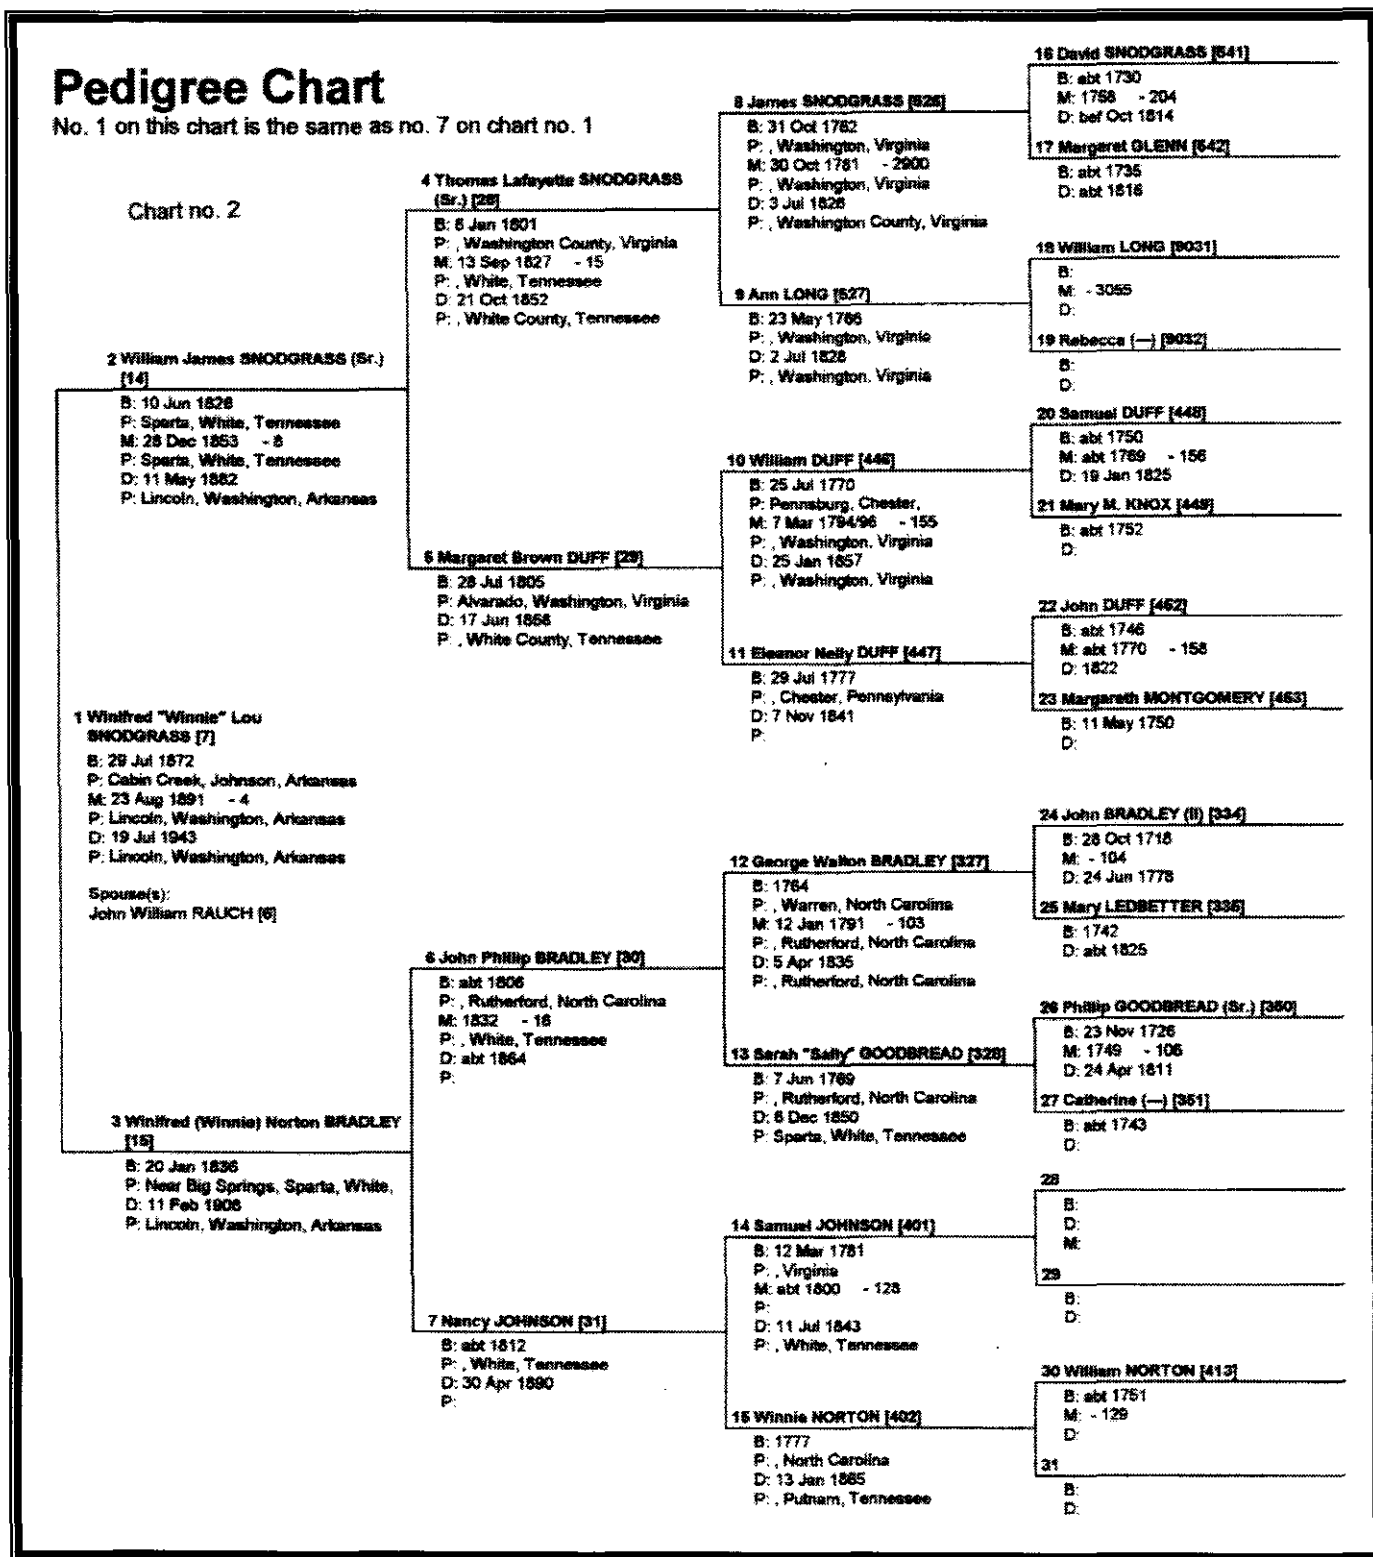 Pedigree Chart
No. 1 on this chart is the same as no. 7 on chart no. 1
Chart no. 2
1 Winifred "Winnie" Lou
SNODGRASS [7]
B: 29 Jul 1872
P: Cabin Creek, Johnson, Arkansas
M: 23 Aug 1891 - 4
P: Lincoln, Washington, Arkansas
D: 19 Jul 1943
P: Lincoln, Washington, Arkansas
Spouse(s):
John William RAUCH [6]
2 William James SNODGRASS (Sr.)
[14]
B: 10 Jun 1828
P: Sparta, White, Tennessee
M: 28 Dec 1853 - 8
P: Sparta, White, Tennessee
D: 11 May 1882
P: Lincoln, Washington, Arkansas
3 Winifred (Winnie) Norton BRADLEY
[15]
B: 20 Jan 1836
P: Near Big Springs, Sparta, White,
D: 11 Feb 1906
P: Lincoln, Washington, Arkansas
4 Thomas Lafayette SNODGRASS
(Sr.) [28]
B: 6 Jan 1801
P: , Washington County, Virginia
M: 13 Sep 1827 - 15
P: , White, Tennessee
D: 21 Oct 1852
P: , White County, Tennessee
5 Margaret Brown DUFF [29]
B: 28 Jul 1805
P: Alvarado, Washington, Virginia
D: 17 Jun
P: , White County, Tennessee
6 John Phillip BRADLEY [30]
B: abt 1806
P: , Rutherford, North Carolina
M: 1832 - 16
P: , White, Tennessee
D: abt 1864
P:
7 Nancy JOHNSON [31]
B: abt 1812
P: , White, Tennessee
D: 30 Apr 1890
P:
8 James SNODGRASS [526]
B: 31 Oct 1762
P: , Washington, Virginia
M: 30 Oct 1781 - 2900
P: , Washington, Virginia
D: 3 Jul
P: , Washington County, Virginia
9 Ann LONG [527]
B: 23 May 1766
P: , Washington, Virginia
D: 2 Jul 1828
P: , Washington, Virginia
10 William DUFF [446]
B: 25 Jul 1770
P: Pennsburg, Chester,
M: 7 Mar 1794/96 - 155
P: , Washington, Virginia
D: 25 Jan 1857
P: , Washington, Virginia
11 Eleanor Nelly DUFF [447]
B: 29 Jul 1777
P: , Chester, Pennsylvania
D: 7 Nov 1841
P:
12 George Walton BRADLEY [327]
B: 1764
P: , Warren, North Carolina
M: 12 Jan 1791 - 103
P: , Rutherford, North Carolina
D: 5 Apr 1835
P: , Rutherford, North Carolina
13 Sarah "Sally" GOODBREAD [328]
B: 7 Jun 1769
P: , Rutherford, North Carolina
D: 6 Dec 1850
P: Sparta, White, Tennessee
14 Samuel JOHNSON [401]
B: 12 Mar 1781
P: , Virginia
M: abt 1800 - 128
P:
D: 11 Jul 1843
P: , White, Tennessee
15 Winnie NORTON [402]
B: 1777
P: , North Carolina
D: 13 Jan 1865
P: , Putnam, Tennessee
16 David SNODGRASS [541]
B: abt 1730
M: 1758 - 204
D: bef Oct 1814
17 Margaret GLENN [542]
B: abt 1735
D: abt 1816
18 William LONG [9031]
B:
M: - 3055
D:
19 Rebecca (—) [9032]
B:
D:
20 Samuel DUFF [448]
B: abt 1750
M: abt 1769 - 156
D: 19 Jan 1825
21 Mary M. KNOX [449]
B: abt 1752
D:
22 John DUFF [462]
B: abt 1746
M: abt 1770 - 158
D: 1822
23 Margareth MONTGOMERY [463]
B: 11 May 1750
D:
24 John BRADLEY (II) [334]
B: 28 Oct 1718
M: - 104
D: 24 Jun 1778
25 Mary LEDBETTER [335]
B: 1742
D: abt 1825
26 Phillip GOODBREAD (Sr.) [350]
B: 23 Nov 1726
M: 1749 - 106
D: 24 Apr 1811
27 Catherine (—) [351]
B: abt 1743
D:
28
B:
D:
M:
29
B:
D:
30 William NORTON [413]
B: abt 1751
M: - 129
D:
31
B:
D: